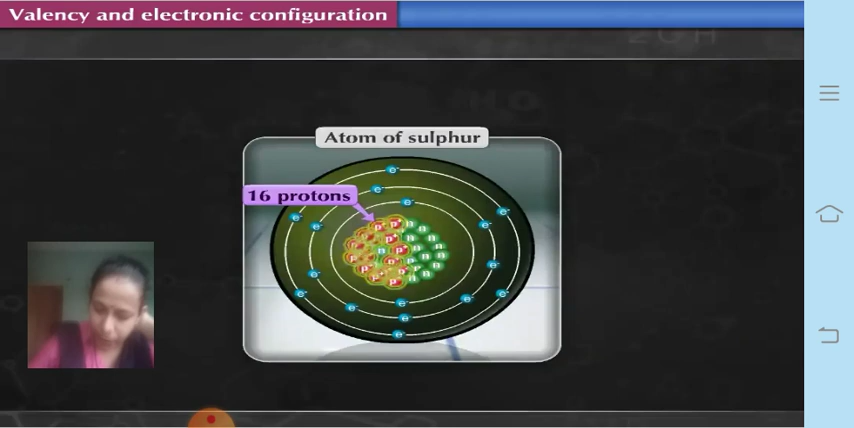 Valency and electronic configuration
Atom of sulphur
16 protons